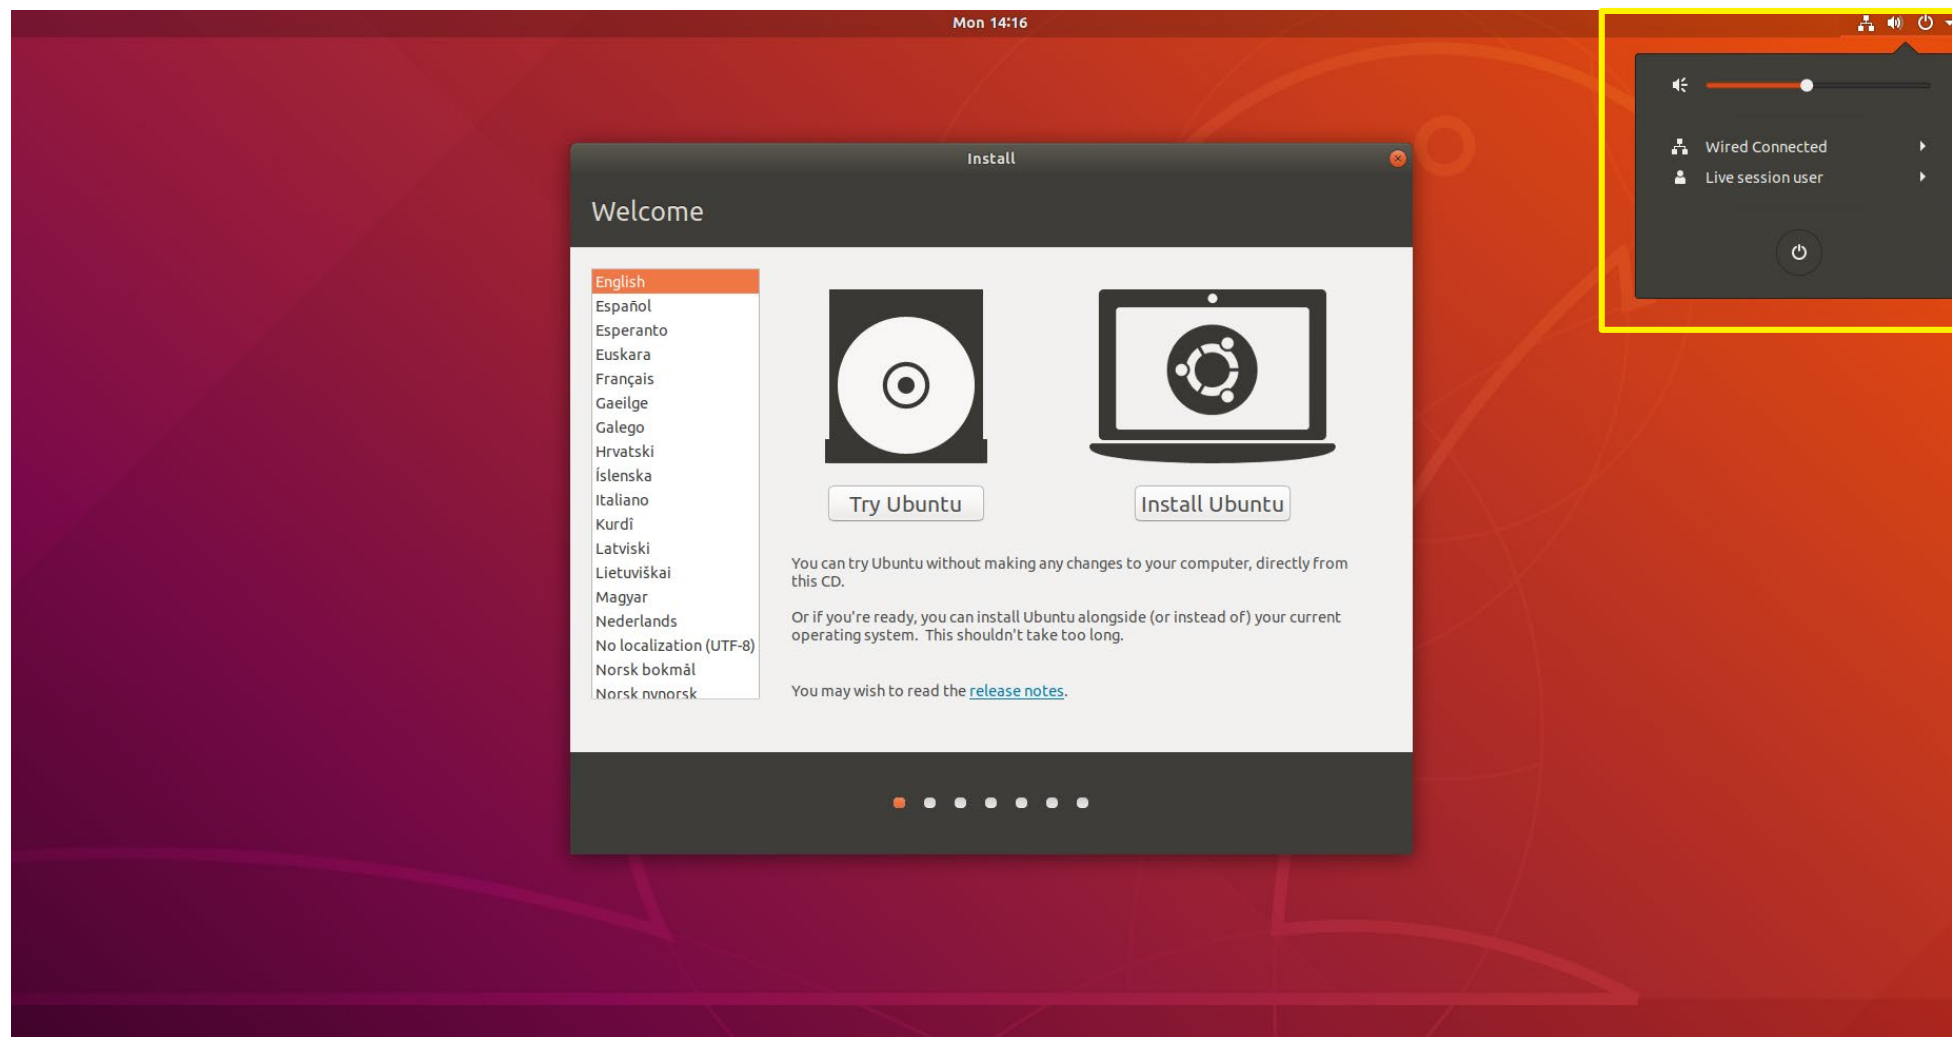 Mon 14:16
Wired Connected
Live session user
Install
Welcome
English
Español
Esperanto
Euskara
Français
Gaeilge
Galego
Hrvatski
Íslenska
Italiano
Kurdî
Latviski
Lietuviškai
Magyar
Nederlands
No localization (UTF-8)
Norsk bokmål
Norsk nynorsk
Try Ubuntu
Install Ubuntu
You can try Ubuntu without making any changes to your computer, directly from
this CD.
Or if you're ready, you can install Ubuntu alongside (or instead of) your current
operating system. This shouldn't take too long.
You may wish to read the release notes.